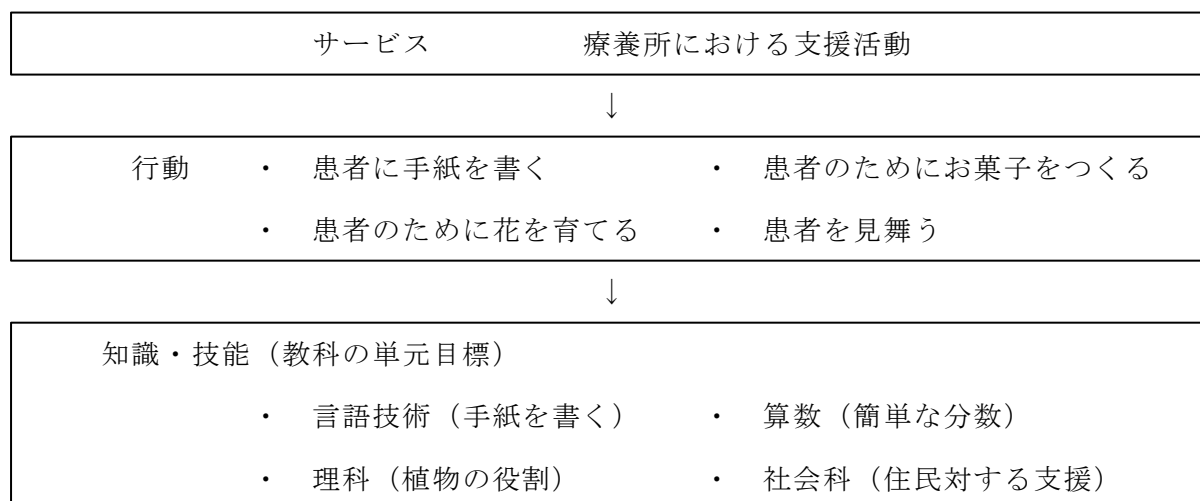 サービス　療養所における支援活動
↓
行動　・　患者に手紙を書く　・　患者のためにお菓子をつくる
・　患者のために花を育てる　・　患者を見舞う
↓
知識・技能（教科の単元目標）
・　言語技術（手紙を書く）　・　算数（簡単な分数）
・　理科（植物の役割）　・　社会科（住民対する支援）